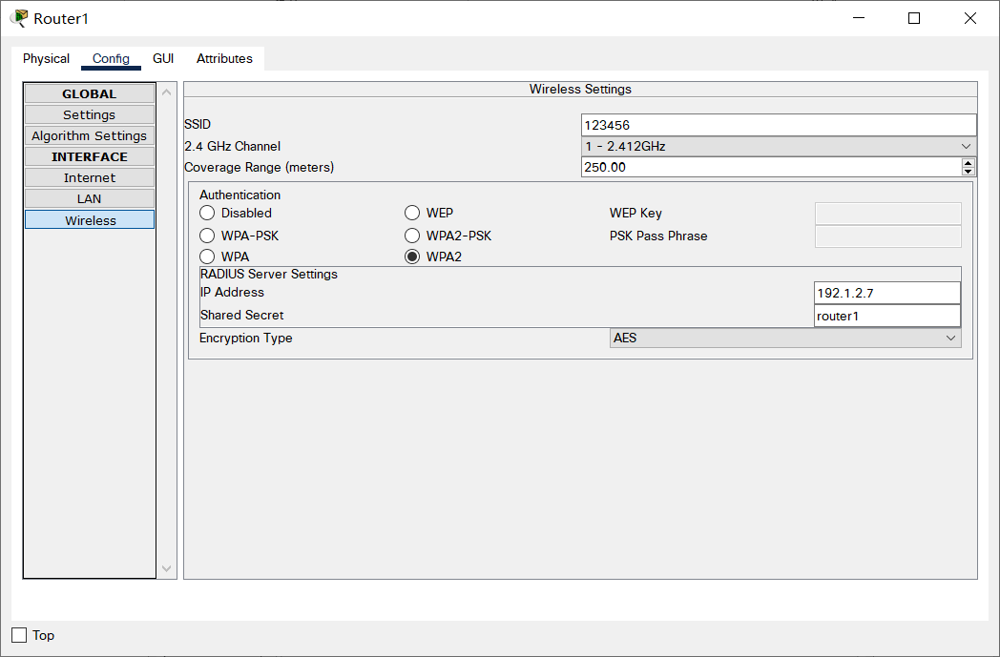 Router1
Physical Config GUI Attributes
GLOBAL
Settings
Algorithm Settings
INTERFACE
Internet
LAN
Wireless
Wireless Settings
SSID 123456
2.4 GHz Channel 1 - 2.412GHz
Coverage Range (meters) 250.00
Authentication
Disabled WEP WEP Key
WPA-PSK WPA2-PSK PSK Pass Phrase
WPA WPA2
RADIUS Server Settings
IP Address 192.1.2.7
Shared Secret router1
Encryption Type AES
Top